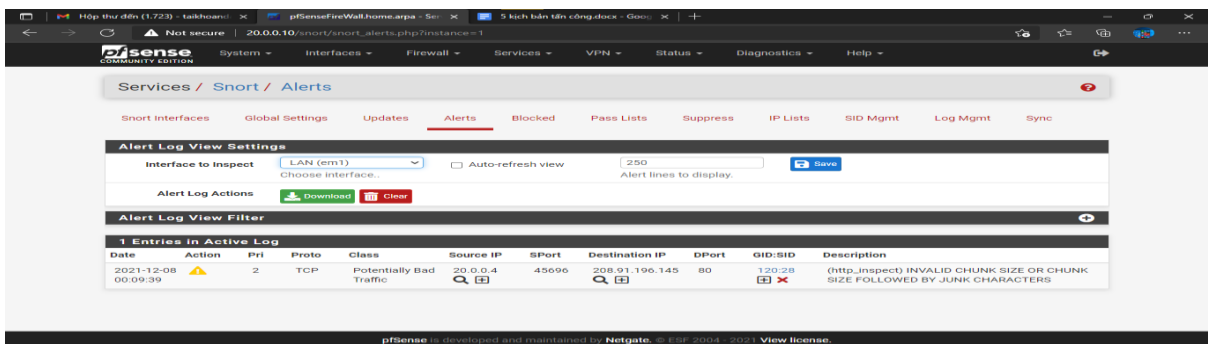 Hộp thư đến (1.723) - taikhoand
pfSenseFireWall.home.arpa - Ser
5 kịch bản tấn công.docx - Goog
Not secure | 20.0.0.10/snort/snort_alerts.php?instance=1
pfsense System Interfaces Firewall Services VPN Status Diagnostics Help
COMMUNITY EDITION
Services / Snort / Alerts
Snort Interfaces Global Settings Updates Alerts Blocked Pass Lists Suppress IP Lists SID Mgmt Log Mgmt Sync
Alert Log View Settings
Interface to Inspect LAN (em1) Auto-refresh view 250 Save
Choose interface.. Alert lines to display.
Alert Log Actions Download Clear
Alert Log View Filter
1 Entries in Active Log
Date Action Pri Proto Class Source IP SPort Destination IP DPort GID:SID Description
2021-12-08 2 TCP Potentially Bad 20.0.0.4 45696 208.91.196.145 80 120:28 (http_inspect) INVALID CHUNK SIZE OR CHUNK
00:09:39 Traffic SIZE FOLLOWED BY JUNK CHARACTERS
pfSense is developed and maintained by Netgate. © ESF 2004 - 2021 View license.